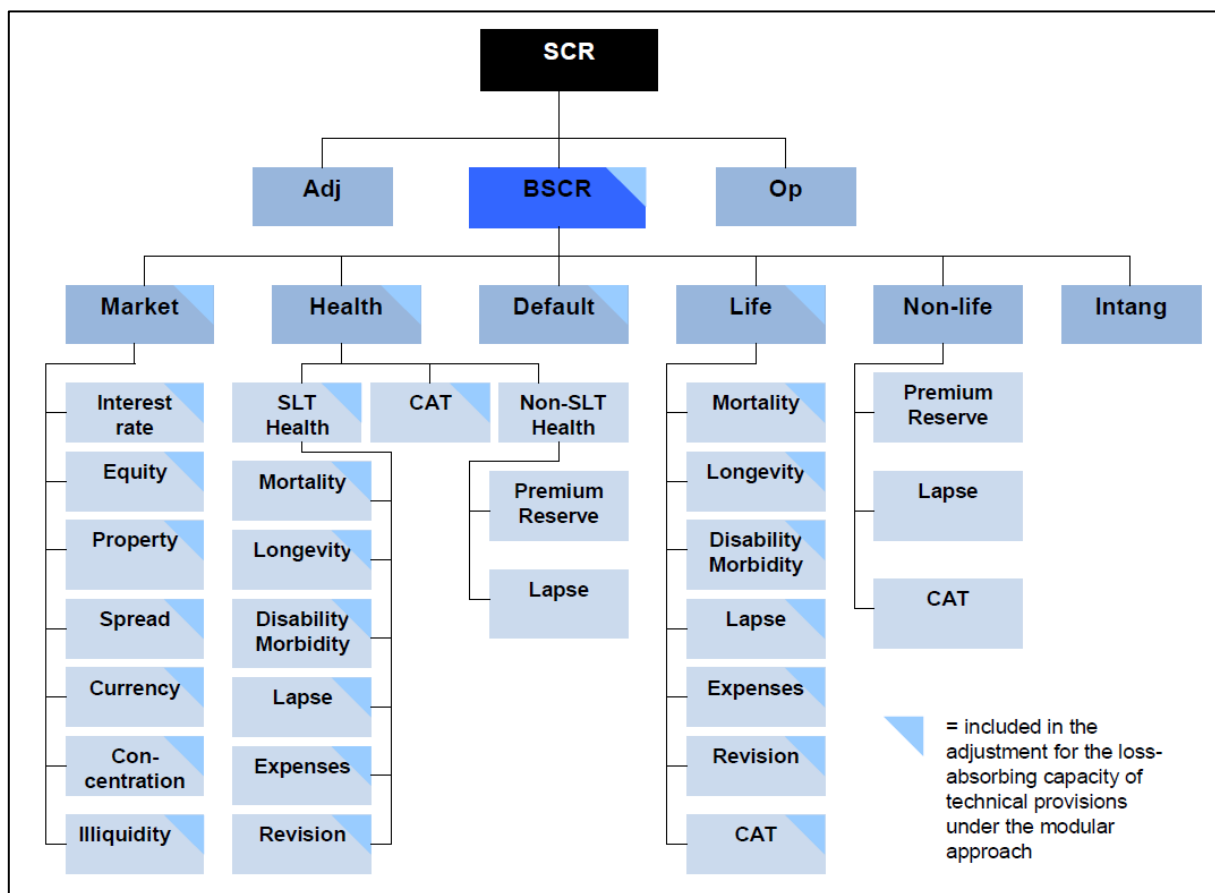 SCR
Adj
BSCR
Op
Market
Health
Default
Life
Non-life
Intang
Interest
rate
Equity
Property
Spread
Currency
Con-
centration
Illiquidity
SLT
Health
CAT
Non-SLT
Health
Mortality
Longevity
Disability
Morbidity
Lapse
Expenses
Revision
Premium
Reserve
Lapse
Mortality
Longevity
Disability
Morbidity
Lapse
Expenses
Revision
CAT
Premium
Reserve
Lapse
CAT
= included in the
adjustment for the loss-
absorbing capacity of
technical provisions
under the modular
approach